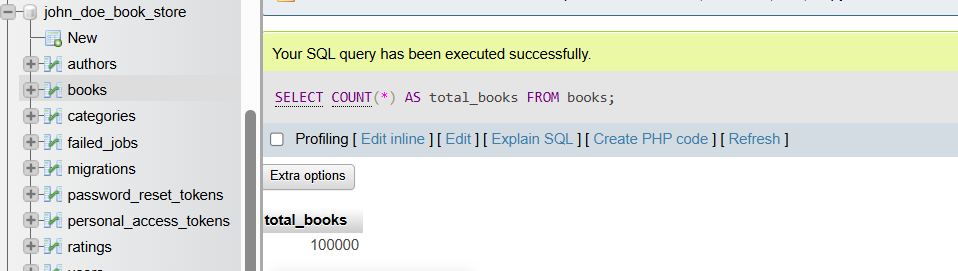 john_doe_book_store
New
authors
books
categories
failed_jobs
migrations
password_reset_tokens
personal_access_tokens
ratings
Your SQL query has been executed successfully.
SELECT COUNT(*) AS total_books FROM books;
Profiling [ Edit inline ] [ Edit ] [ Explain SQL ] [ Create PHP code ] [ Refresh ]
Extra options
total_books
100000